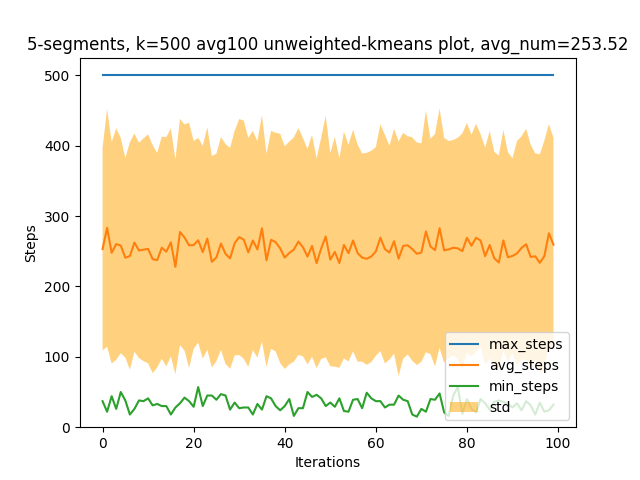 5-segments, k=500 avg100 unweighted-kmeans plot, avg_num=253.52
500
400
300
200
100
0
Steps
max_steps
avg_steps
min_steps
std
0
20
40
60
80
100
Iterations